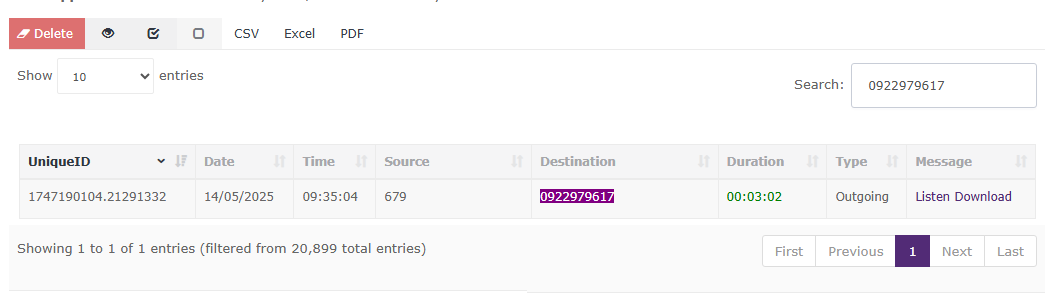 Delete CSV Excel PDF
Show 10 entries
Search: 0922979617
UniqueID Date Time Source Destination Duration Type Message
1747190104.21291332 14/05/2025 09:35:04 679 0922979617 00:03:02 Outgoing Listen Download
Showing 1 to 1 of 1 entries (filtered from 20,899 total entries)
First Previous 1 Next Last